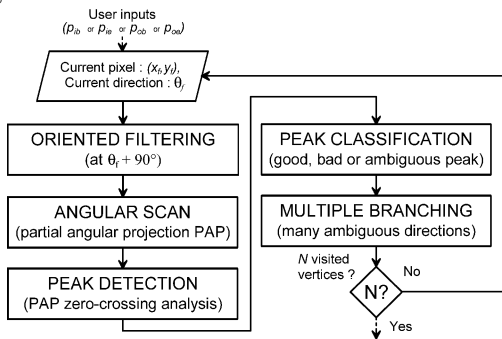 User inputs
(p_ib or p_ie or p_ob or p_oe)
Current pixel : (x_f,y_f),
Current direction : θ_f
ORIENTED FILTERING
(at θ_f + 90°)
ANGULAR SCAN
(partial angular projection PAP)
PEAK DETECTION
(PAP zero-crossing analysis)
PEAK CLASSIFICATION
(good, bad or ambiguous peak)
MULTIPLE BRANCHING
(many ambiguous directions)
N visited
vertices ?
N?
No
Yes